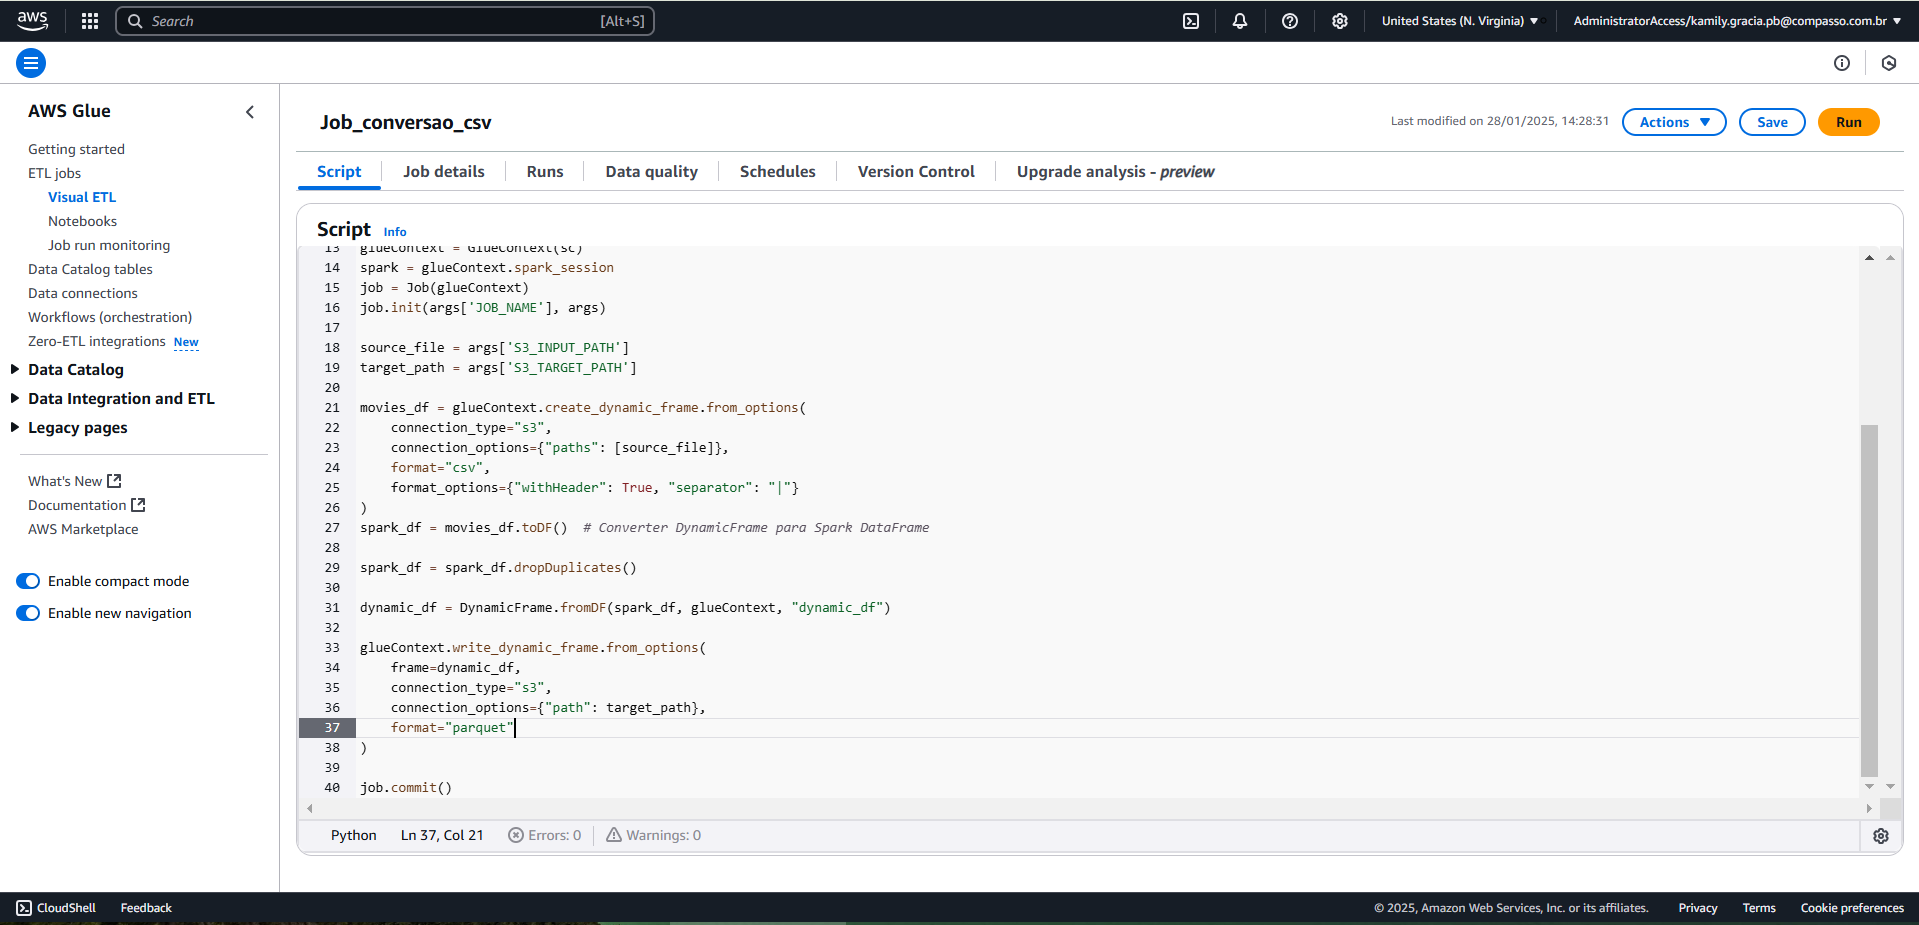 aws
Search [Alt+S]
United States (N. Virginia)
AdministratorAccess/kamily.gracia.pb@compasso.com.br
AWS Glue
Getting started
ETL jobs
Visual ETL
Notebooks
Job run monitoring
Data Catalog tables
Data connections
Workflows (orchestration)
Zero-ETL integrations New
Data Catalog
Data Integration and ETL
Legacy pages
What's New
Documentation
AWS Marketplace
Enable compact mode
Enable new navigation
Job_conversao_csv
Last modified on 28/01/2025, 14:28:31
Actions
Save
Run
Script
Job details
Runs
Data quality
Schedules
Version Control
Upgrade analysis - preview
Script Info
13 glueContext = GlueContext(sc)
14 spark = glueContext.spark_session
15 job = Job(glueContext)
16 job.init(args['JOB_NAME'], args)
17
18 source_file = args['S3_INPUT_PATH']
19 target_path = args['S3_TARGET_PATH']
20
21 movies_df = glueContext.create_dynamic_frame.from_options(
22     connection_type="s3",
23     connection_options={"paths": [source_file]},
24     format="csv",
25     format_options={"withHeader": True, "separator": "|"}
26 )
27 spark_df = movies_df.toDF()  # Converter DynamicFrame para Spark DataFrame
28
29 spark_df = spark_df.dropDuplicates()
30
31 dynamic_df = DynamicFrame.fromDF(spark_df, glueContext, "dynamic_df")
32
33 glueContext.write_dynamic_frame.from_options(
34     frame=dynamic_df,
35     connection_type="s3",
36     connection_options={"path": target_path},
37     format="parquet"
38 )
39
40 job.commit()
Python Ln 37, Col 21 Errors: 0 Warnings: 0
CloudShell Feedback
© 2025, Amazon Web Services, Inc. or its affiliates. Privacy Terms Cookie preferences